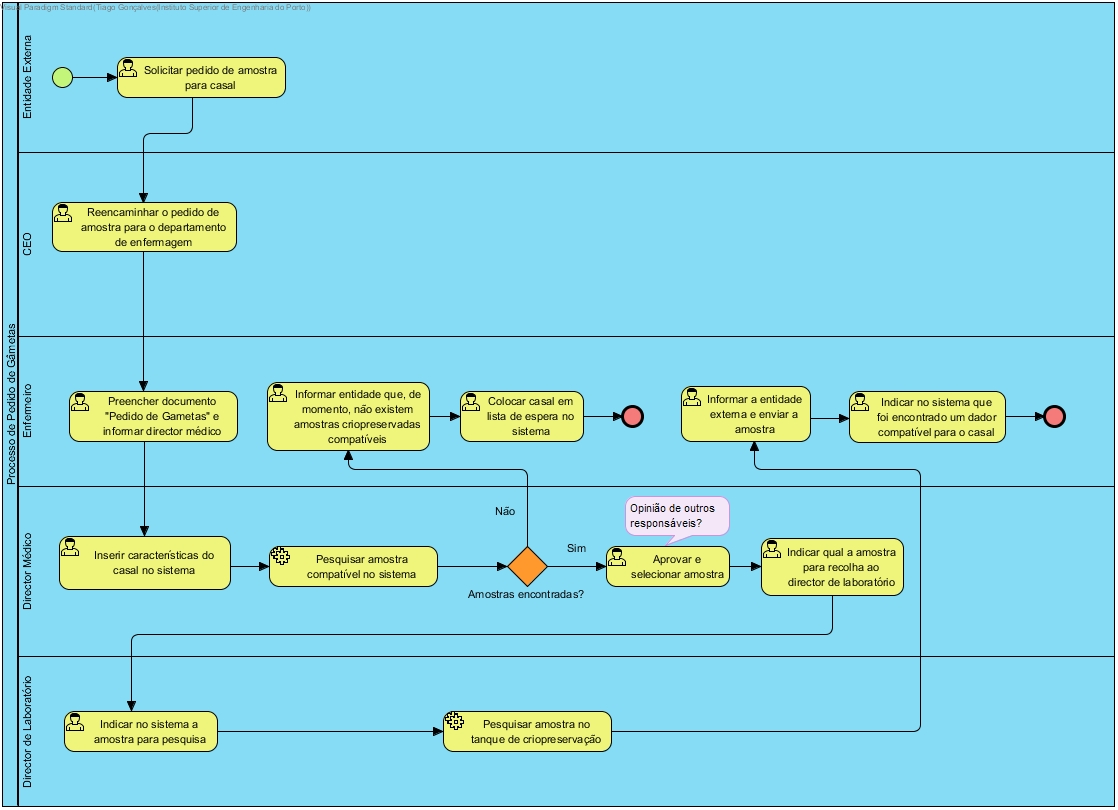 Visual Paradigm Standard(Tiago Gonçalves(Instituto Superior de Engenharia do Porto))
Processo de Pedido de Gâmetas
Entidade Externa
Solicitar pedido de amostra
para casal
CEO
Reencaminhar o pedido de
amostra para o departamento
de enfermagem
Enfermeiro
Preencher documento
"Pedido de Gametas" e
informar director médico
Informar entidade que, de
momento, não existem
amostras criopreservadas
compatíveis
Colocar casal em
lista de espera no
sistema
Informar a entidade
externa e enviar a
amostra
Indicar no sistema que
foi encontrado um dador
compatível para o casal
Director Médico
Inserir características do
casal no sistema
Pesquisar amostra
compatível no sistema
Não
Amostras encontradas?
Sim
Opinião de outros
responsáveis?
Aprovar e
selecionar amostra
Indicar qual a amostra
para recolha ao
director de laboratório
Director de Laboratório
Indicar no sistema a
amostra para pesquisa
Pesquisar amostra no
tanque de criopreservação